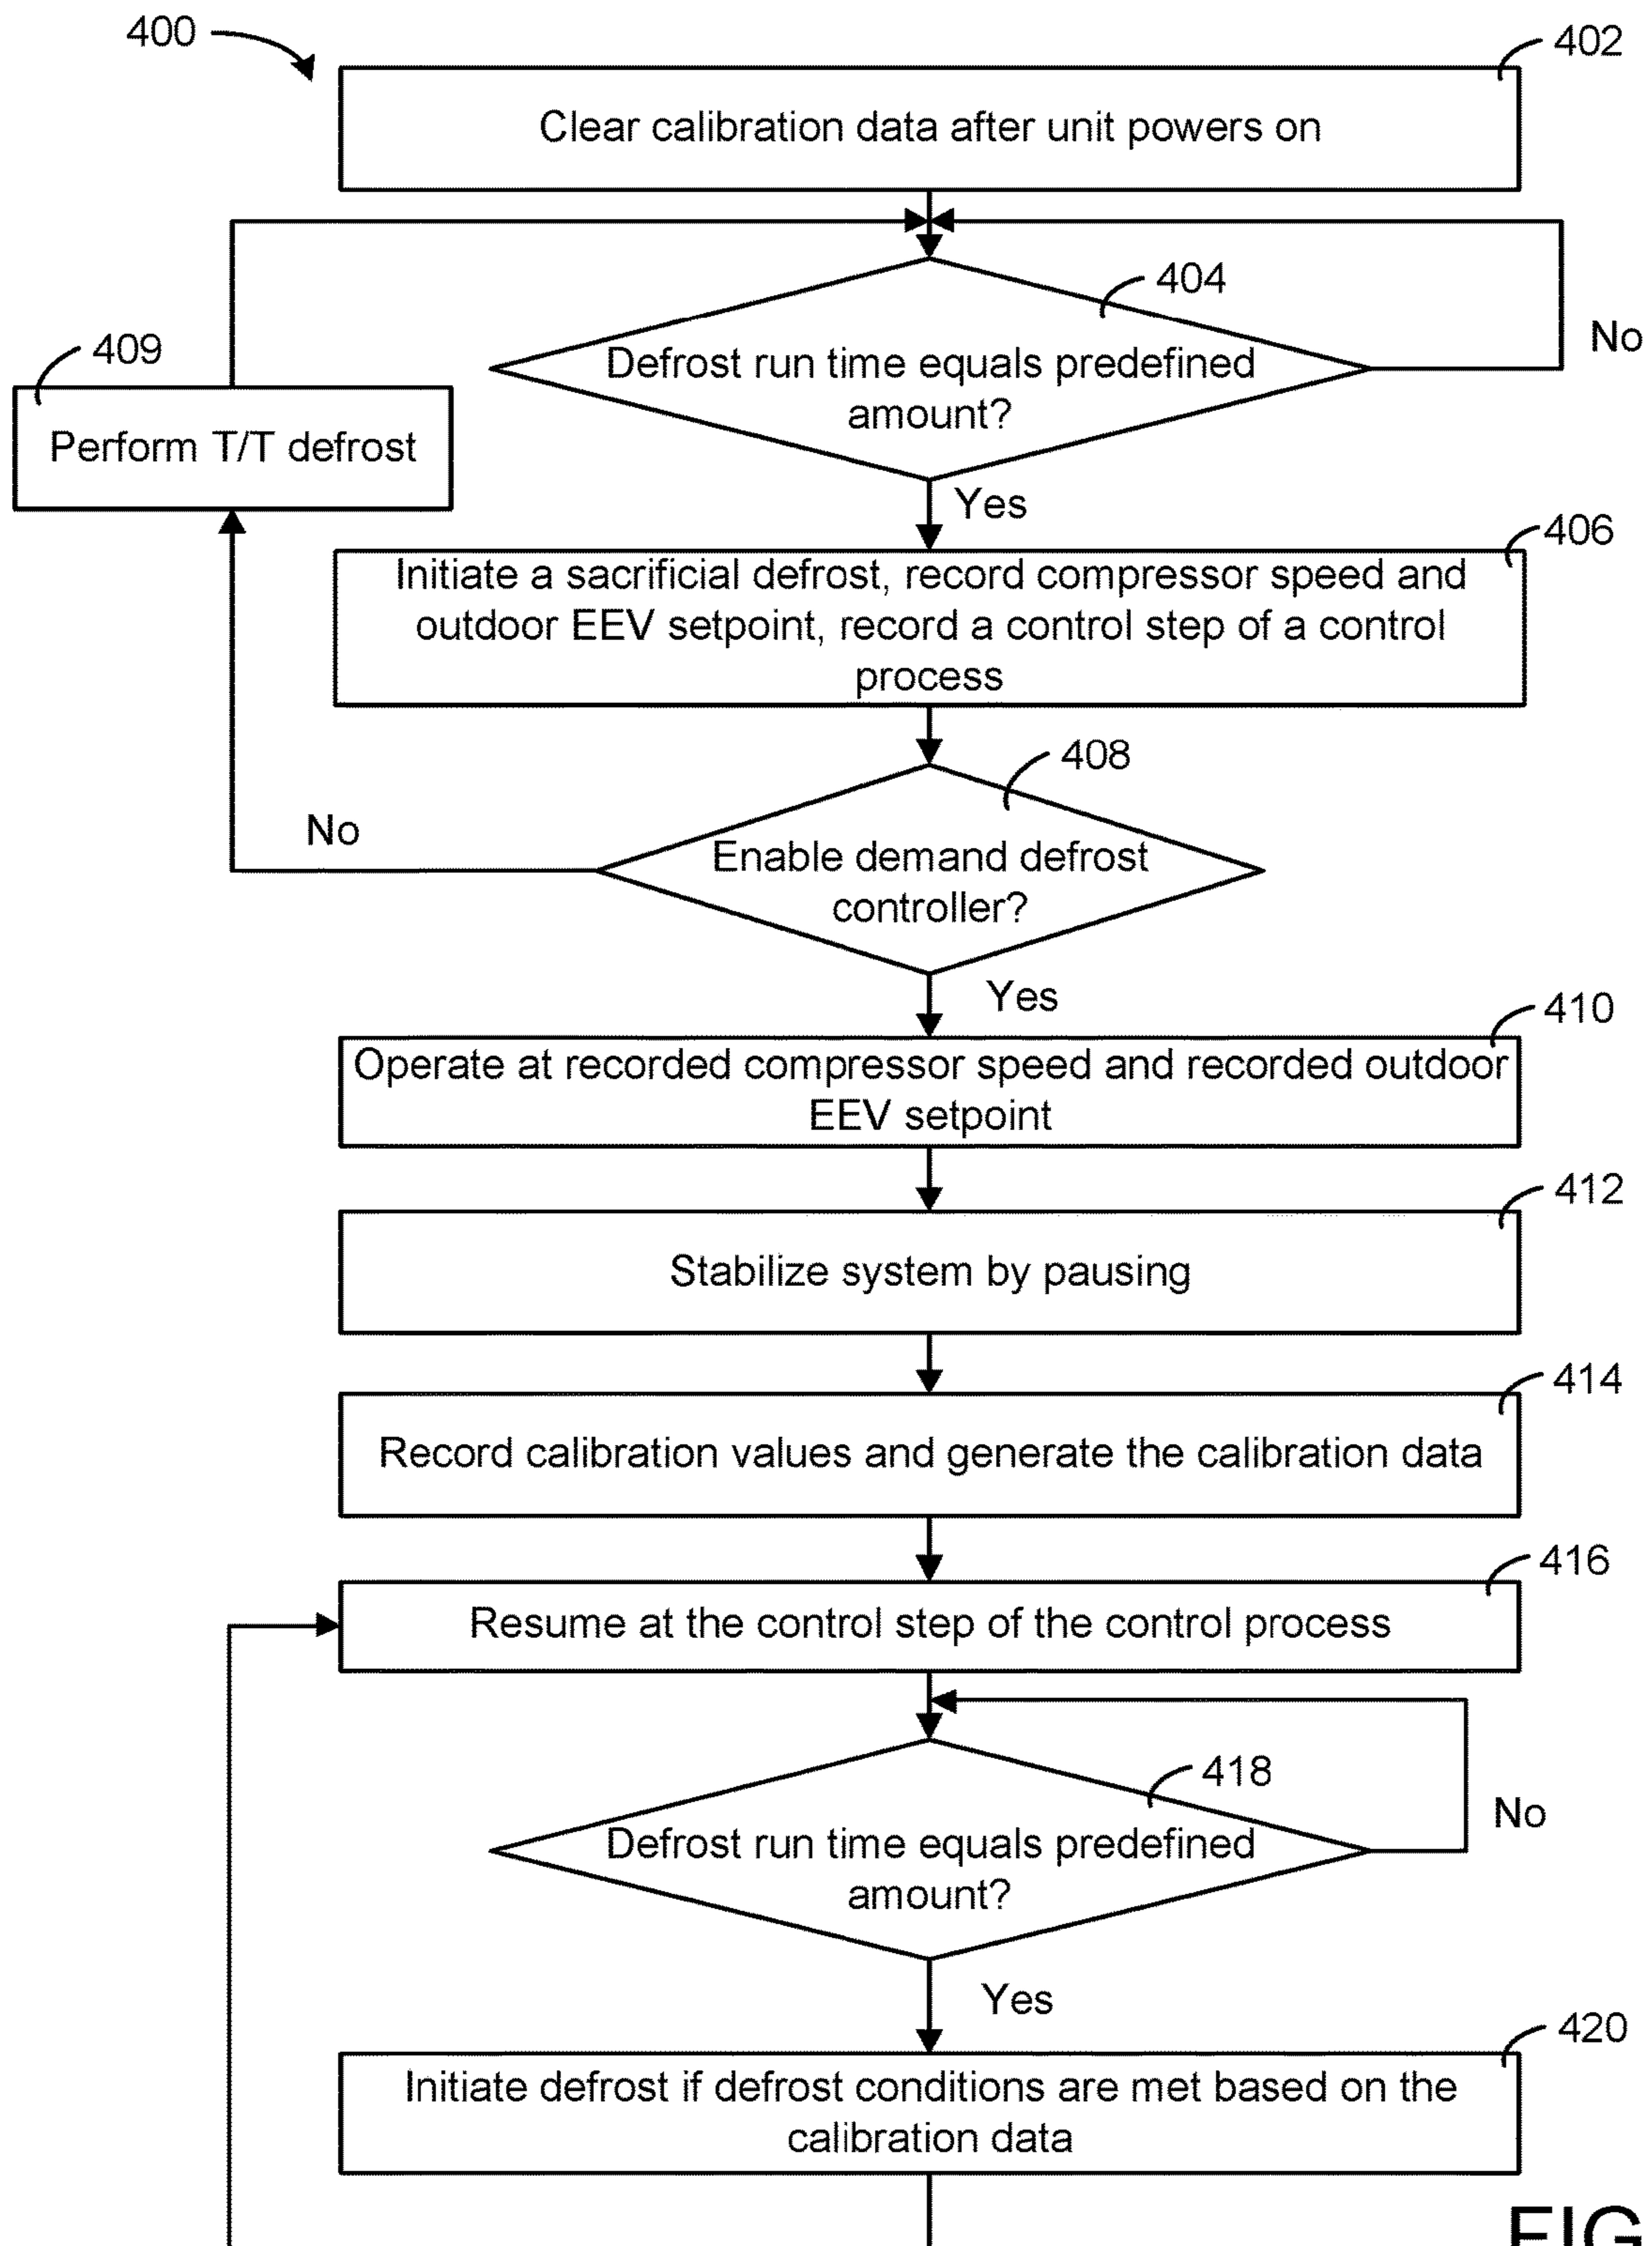 400
402
Clear calibration data after unit powers on
404
Defrost run time equals predefined
amount?
No
409
Perform T/T defrost
Yes
406
Initiate a sacrificial defrost, record compressor speed and
outdoor EEV setpoint, record a control step of a control
process
408
Enable demand defrost
controller?
No
Yes
410
Operate at recorded compressor speed and recorded outdoor
EEV setpoint
412
Stabilize system by pausing
414
Record calibration values and generate the calibration data
416
Resume at the control step of the control process
418
Defrost run time equals predefined
amount?
No
Yes
420
Initiate defrost if defrost conditions are met based on the
calibration data
FIG